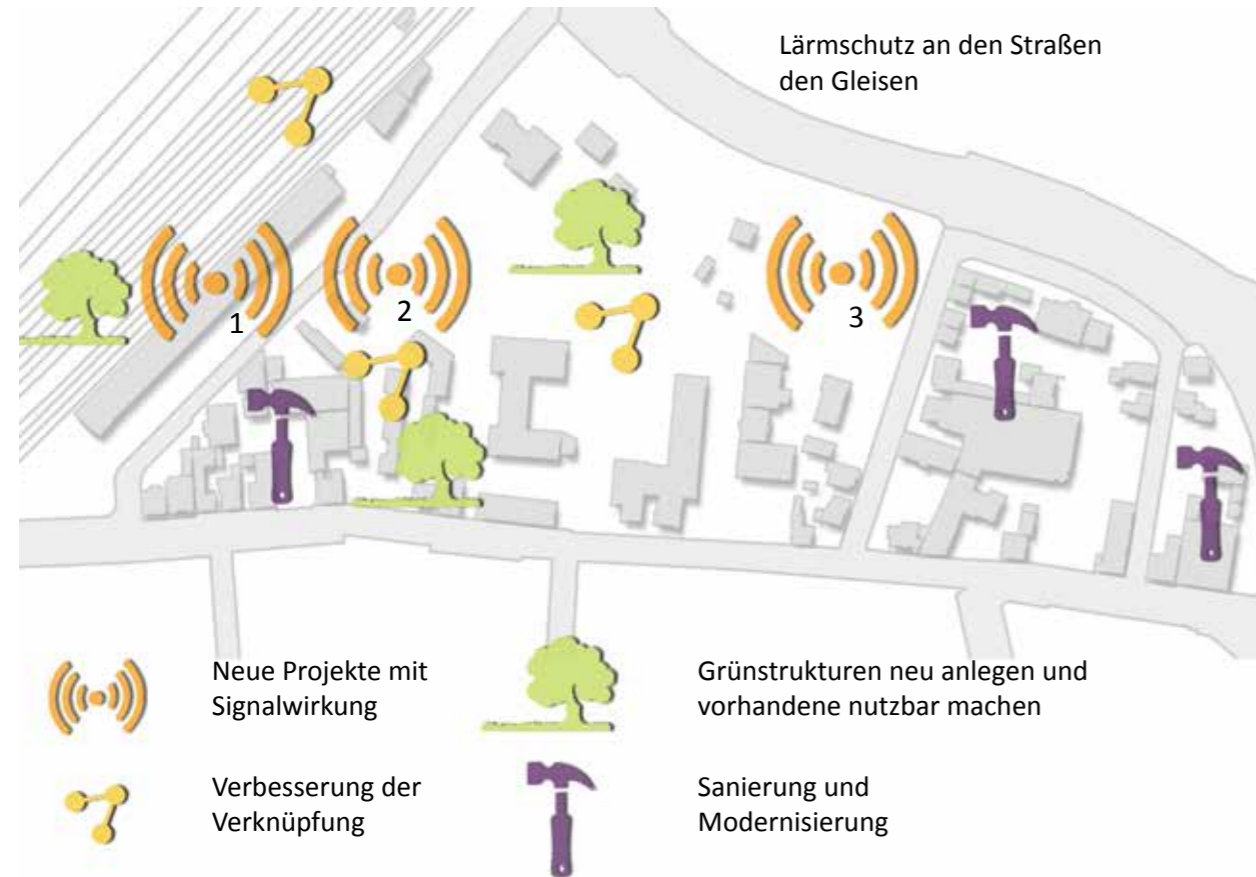 Lärmschutz an den Straßen
den Gleisen
1
2
3
Neue Projekte mit
Signalwirkung
Grünstrukturen neu anlegen und
vorhandene nutzbar machen
Verbesserung der
Verknüpfung
Sanierung und
Modernisierung